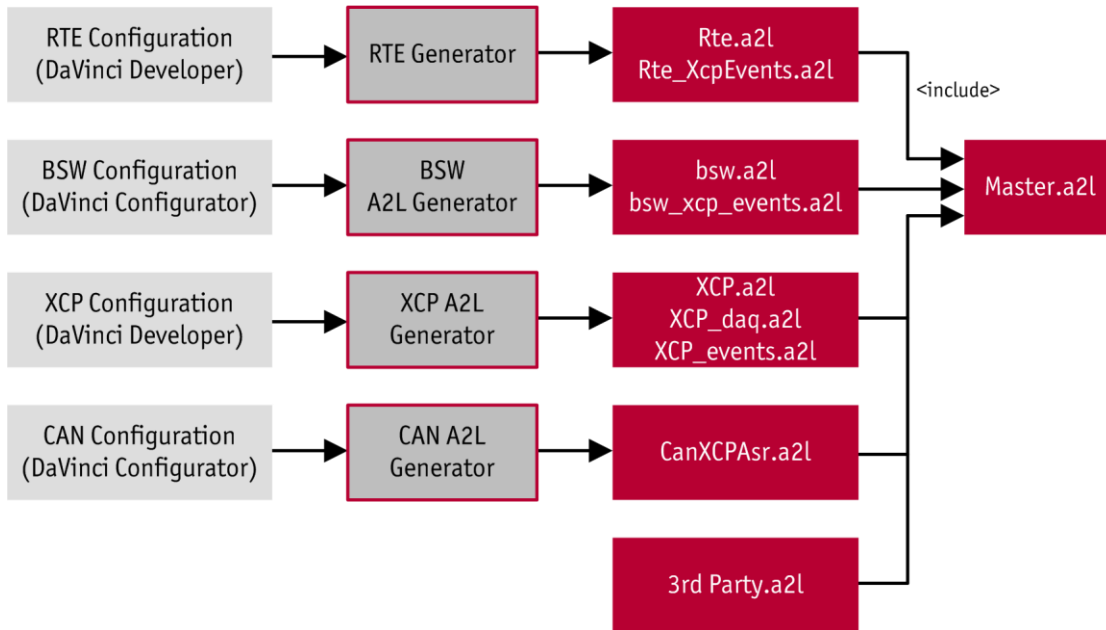 RTE Configuration
(DaVinci Developer)
RTE Generator
Rte.a2l
Rte_XcpEvents.a2l
<include>
BSW Configuration
(DaVinci Configurator)
BSW
A2L Generator
bsw.a2l
bsw_xcp_events.a2l
Master.a2l
XCP Configuration
(DaVinci Developer)
XCP A2L
Generator
XCP.a2l
XCP_daq.a2l
XCP_events.a2l
CAN Configuration
(DaVinci Configurator)
CAN A2L
Generator
CanXCPAsr.a2l
3rd Party.a2l